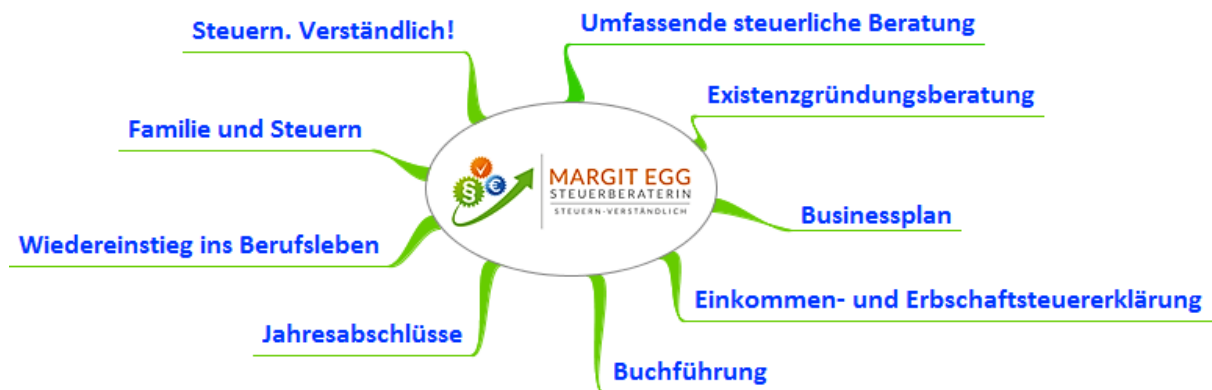 Steuern. Verständlich!
Umfassende steuerliche Beratung
Existenzgründungsberatung
Familie und Steuern
§
€
MARGIT EGG
STEUERBERATERIN
STEUERN-VERSTÄNDLICH
Businessplan
Wiedereinstieg ins Berufsleben
Einkommen- und Erbschaftsteuererklärung
Jahresabschlüsse
Buchführung